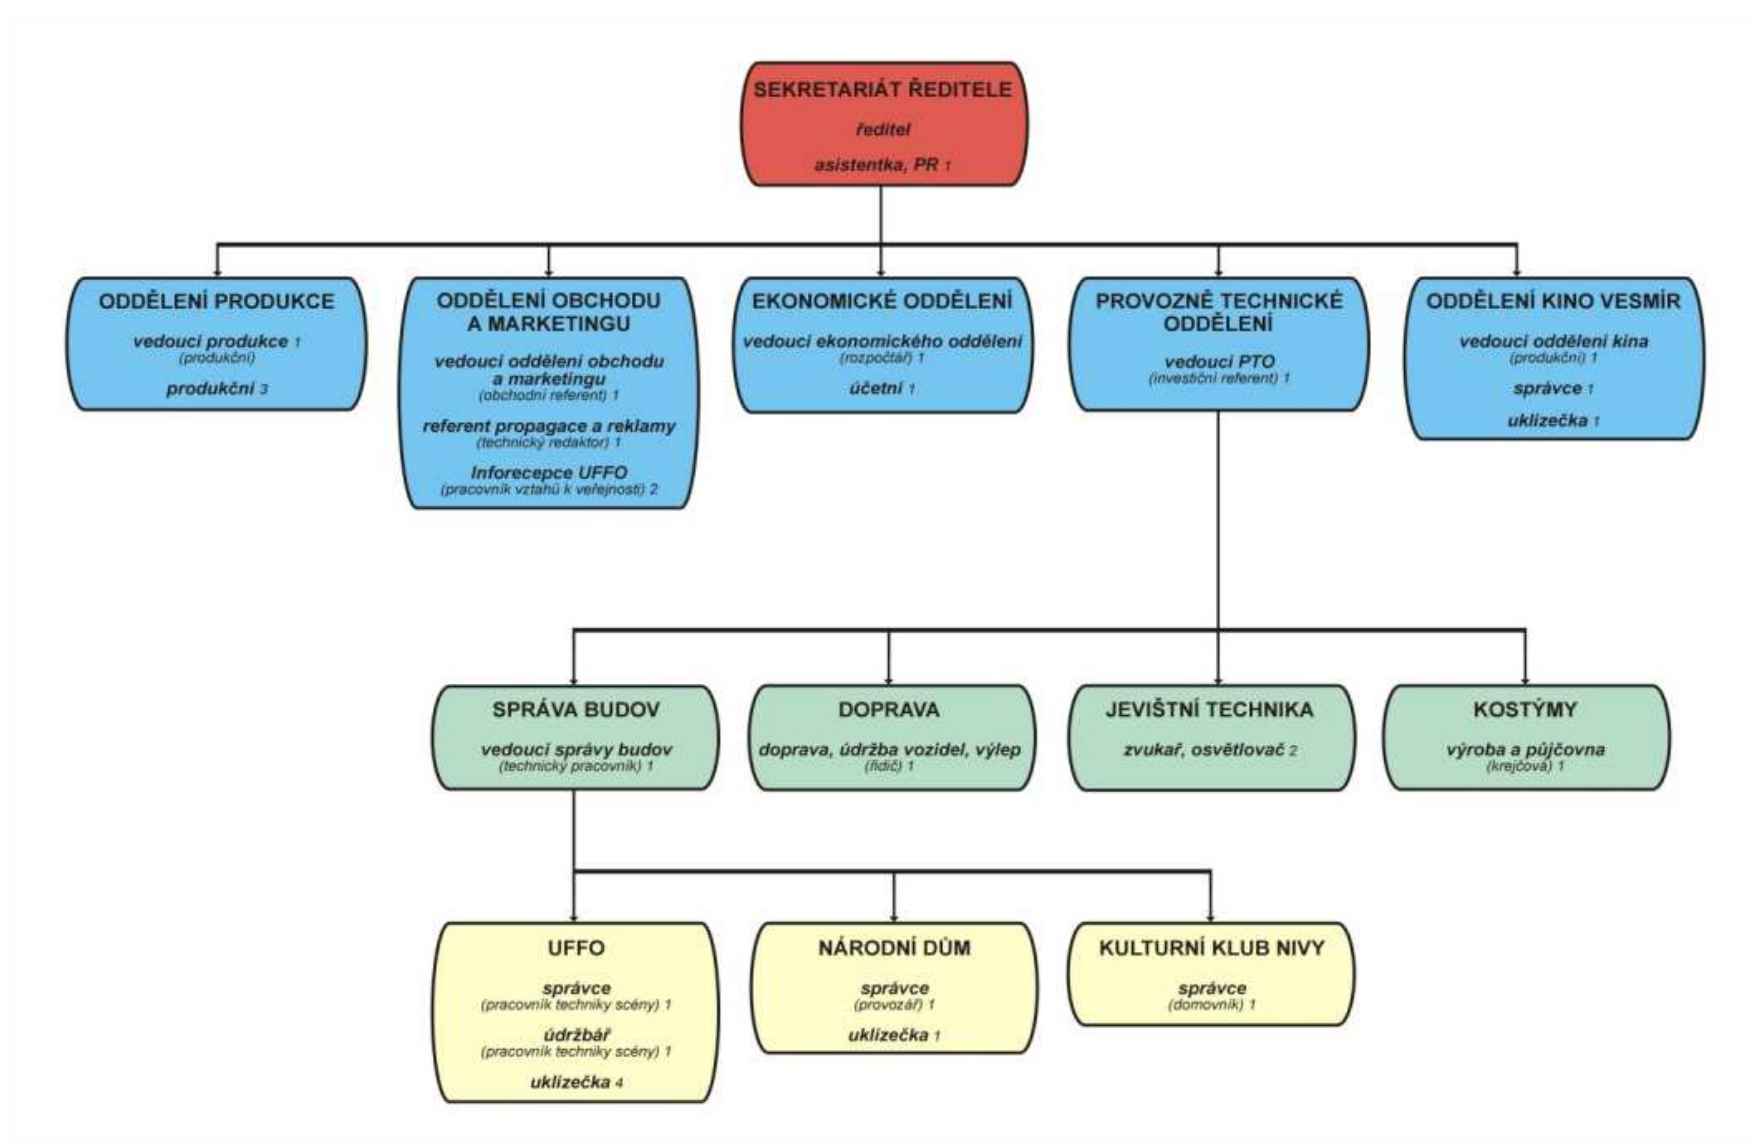 SEKRETARIÁT ŘEDITELE
ředitel
asistentka, PR 1
ODDĚLENÍ PRODUKCE
vedoucí produkce 1
(produkční)
produkční 3
ODDĚLENÍ OBCHODU
A MARKETINGU
vedoucí oddělení obchodu
a marketingu
(obchodní referent) 1
referent propagace a reklamy
(technický redaktor) 1
Inforecepce UFFO
(pracovník vztahů k veřejnosti) 2
EKONOMICKÉ ODDĚLENÍ
vedoucí ekonomického oddělení
(rozpočtář) 1
účetní 1
PROVOZNĚ TECHNICKÉ
ODDĚLENÍ
vedoucí PTO
(investiční referent) 1
ODDĚLENÍ KINO VESMÍR
vedoucí oddělení kina
(produkční) 1
správce 1
uklízečka 1
SPRÁVA BUDOV
vedoucí správy budov
(technický pracovník) 1
DOPRAVA
doprava, údržba vozidel, výlep
(řidič) 1
JEVIŠTNÍ TECHNIKA
zvukař, osvětlovač 2
KOSTÝMY
výroba a půjčovna
(krejčová) 1
UFFO
správce
(pracovník techniky scény) 1
údržbář
(pracovník techniky scény) 1
uklízečka 4
NÁRODNÍ DŮM
správce
(provozář) 1
uklízečka 1
KULTURNÍ KLUB NIVY
správce
(domovník) 1